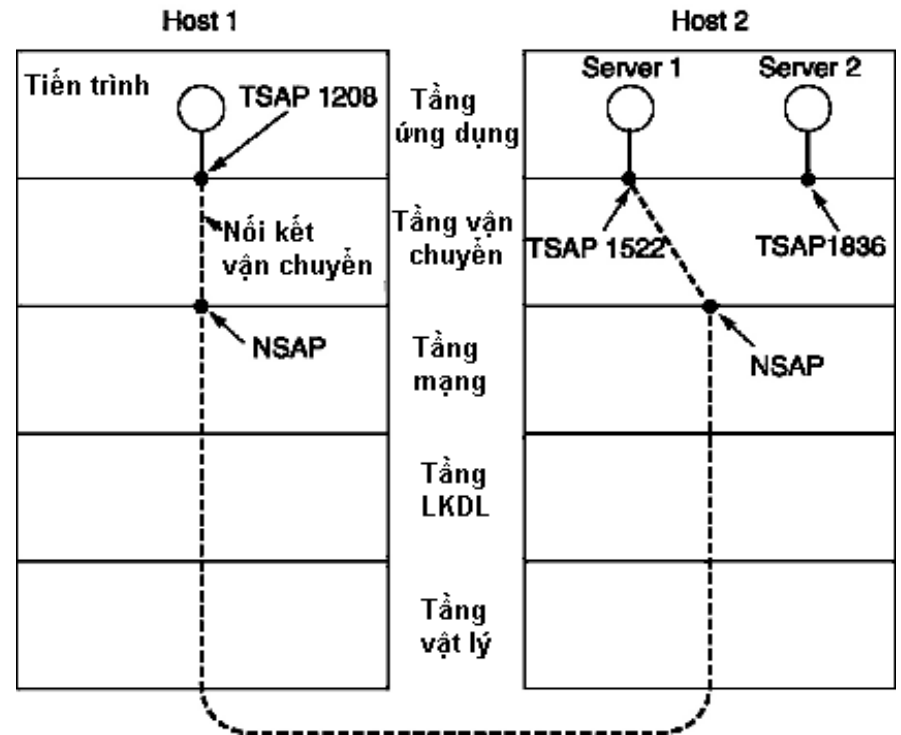 Host 1
Host 2
Tiến trình
TSAP 1208
Tầng
ứng dụng
Server 1
Server 2
Nối kết
vận chuyển
Tầng vận
chuyển
TSAP 1522
TSAP1836
NSAP
Tầng
mạng
NSAP
Tầng
LKDL
Tầng
vật lý